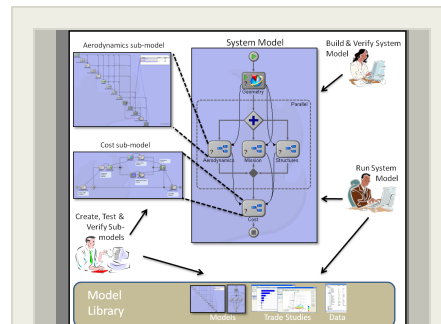 Aerodynamics sub-model
System Model
Build & Verify System
Model
Geometry
Parallel
Aerodynamics
Mission
Structures
Cost sub-model
Run System
Model
Cost
Create, Test &
Verify Sub-
models
Model
Library
Models
Trade Studies
Data